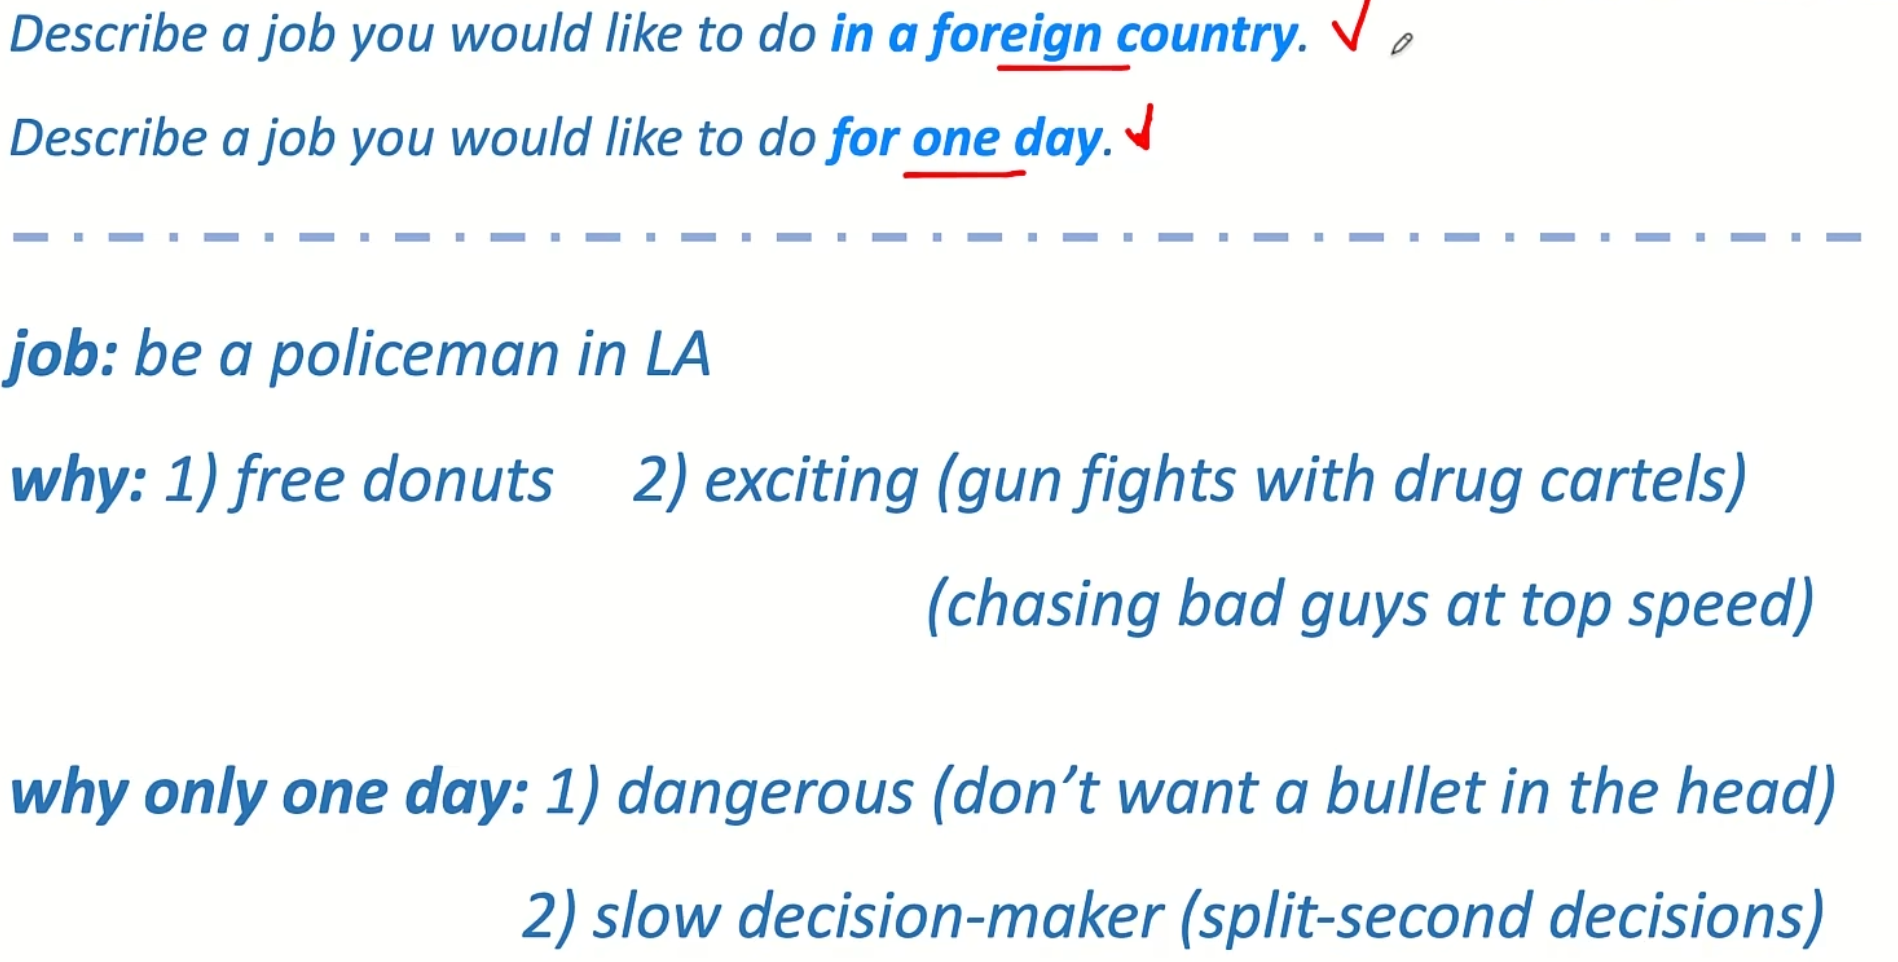 Describe a job you would like to do in a foreign country.
Describe a job you would like to do for one day.
job: be a policeman in LA
why: 1) free donuts 2) exciting (gun fights with drug cartels)
(chasing bad guys at top speed)
why only one day: 1) dangerous (don’t want a bullet in the head)
2) slow decision-maker (split-second decisions)